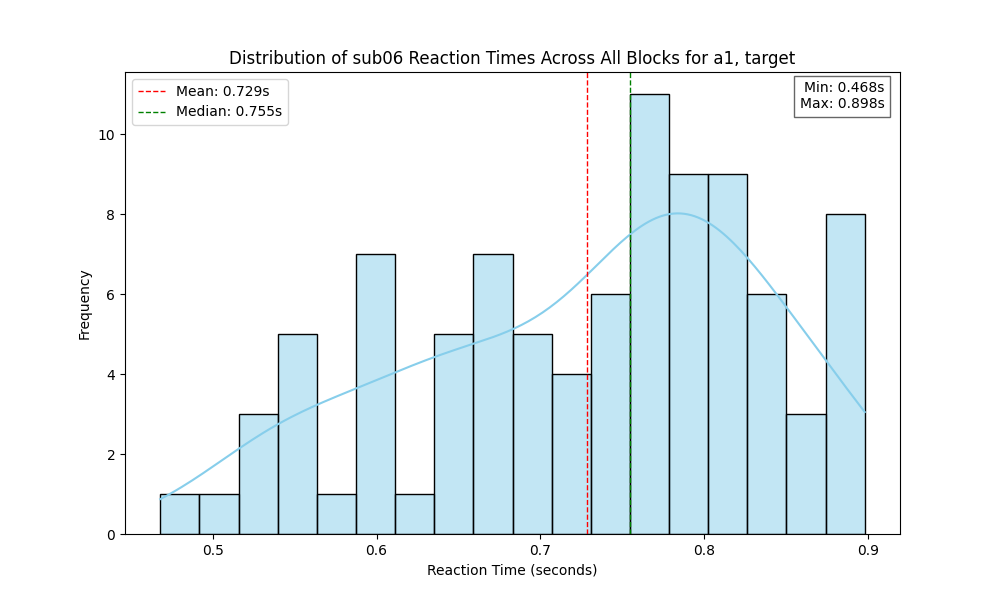 Distribution of sub06 Reaction Times Across All Blocks for a1, target
Mean: 0.729s
Median: 0.755s
Min: 0.468s
Max: 0.898s
Frequency
10
8
6
4
2
0
0.5 0.6 0.7 0.8 0.9
Reaction Time (seconds)